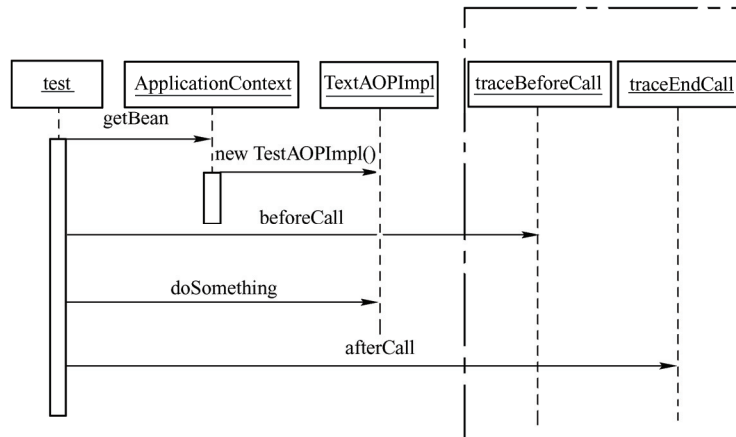 test
ApplicationContext
TextAOPImpl
traceBeforeCall
traceEndCall
getBean
new TestAOPImpl()
beforeCall
doSomething
afterCall